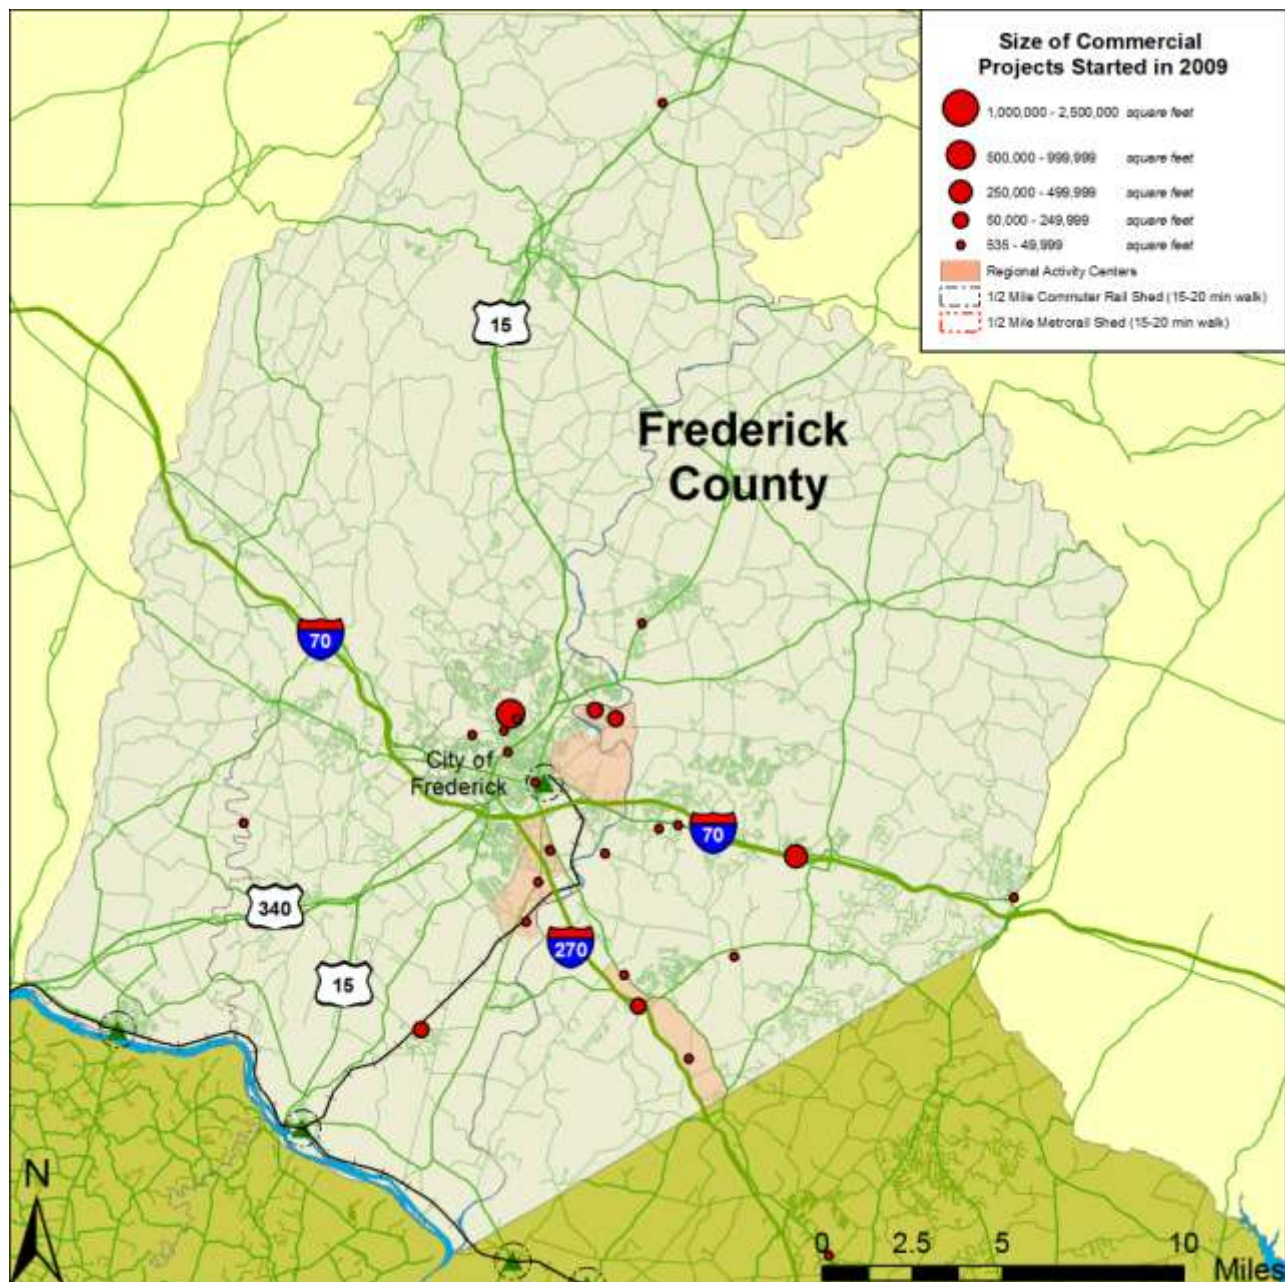 Size of Commercial
Projects Started in 2009
1,000,000 - 2,500,000 square feet
500,000 - 999,999 square feet
250,000 - 499,999 square feet
50,000 - 249,999 square feet
535 - 49,999 square feet
Regional Activity Centers
1/2 Mile Commuter Rail Shed (15-20 min walk)
1/2 Mile Metrorail Shed (15-20 min walk)
15
Frederick
County
70
City of
Frederick
70
340
270
15
N
0 2.5 5 10
Miles